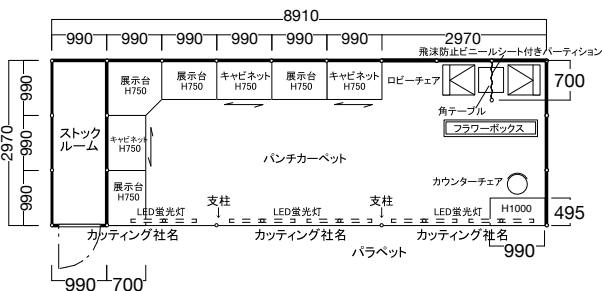 8910
990 990 990 990 990 990 2970
飛沫防止ビニールシート付きパーティション
展示台
H750
展示台
H750
キャビネット
H750
展示台
H750
キャビネット
H750
ロビーチェア
700
角テーブル
フラワーボックス
2970
990
990
990
ストック
ルーム
キャビネット
H750
パンチカーペット
展示台
H750
カウンターチェア
支柱
支柱
LED蛍光灯
LED蛍光灯
LED蛍光灯
H1000
495
カッティング社名
カッティング社名
カッティング社名
パラペット
990
990 700